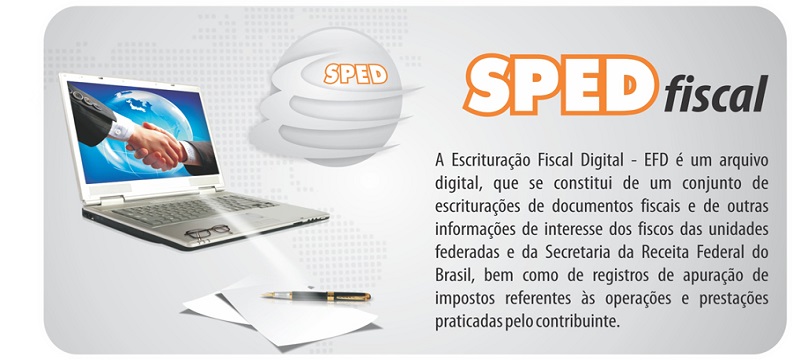 SPED
SPED fiscal
A Escrituração Fiscal Digital - EFD é um arquivo
digital, que se constitui de um conjunto de
escriturações de documentos fiscais e de outras
informações de interesse dos fiscos das unidades
federadas e da Secretaria da Receita Federal do
Brasil, bem como de registros de apuração de
impostos referentes às operações e prestações
praticadas pelo contribuinte.